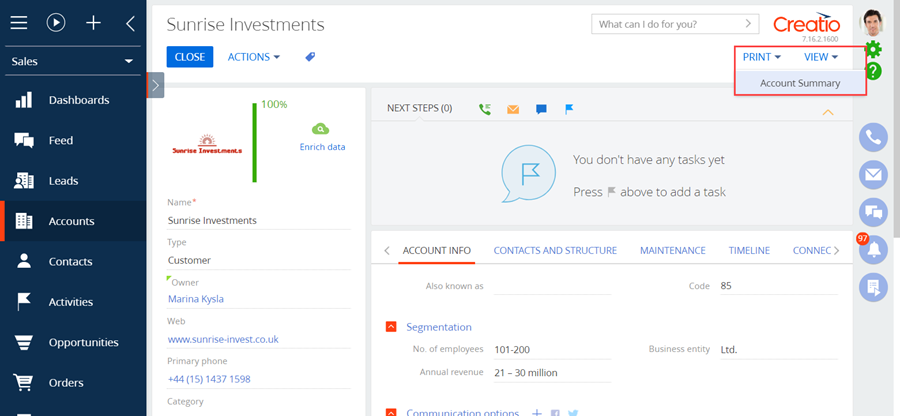 Sunrise Investments
What can I do for you?
Creatio
7.16.2.1600
CLOSE
ACTIONS
PRINT
VIEW
Account Summary
Sales
Dashboards
Feed
Leads
Accounts
Contacts
Activities
Opportunities
Orders
100%
Sunrise Investments
Enrich data
Name*
Sunrise Investments
Type
Customer
Owner
Marina Kysla
Web
www.sunrise-invest.co.uk
Primary phone
+44 (15) 1437 1598
Category
NEXT STEPS (0)
You don't have any tasks yet
Press above to add a task
ACCOUNT INFO
CONTACTS AND STRUCTURE
MAINTENANCE
TIMELINE
CONNEC
Also known as
Code
85
Segmentation
No. of employees
101-200
Business entity
Ltd.
Annual revenue
21 – 30 million
Communication options
97